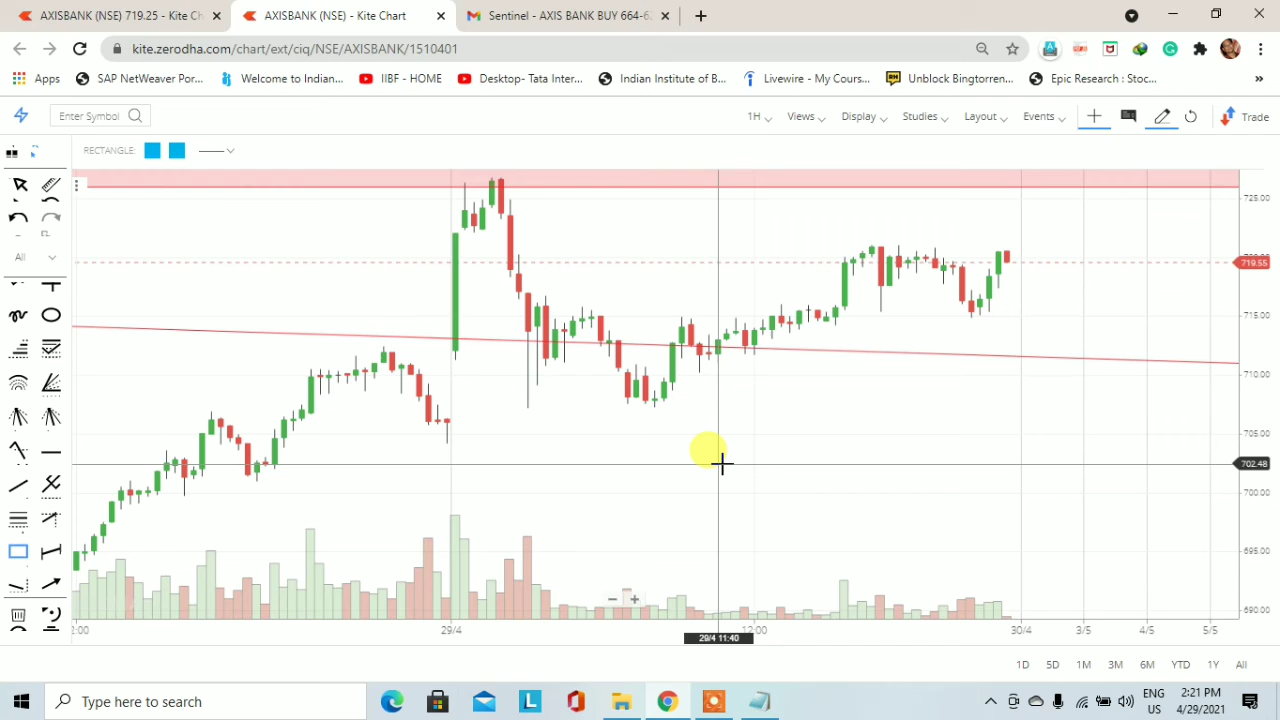 AXISBANK (NSE) 719.25 - Kite Ch
AXISBANK (NSE) - Kite Chart
Sentinel - AXIS BANK BUY 664-62
kite.zerodha.com/chart/ext/ciq/NSE/AXISBANK/1510401
Apps
SAP NetWeaver Por...
Welcome to Indian...
IIBF - HOME
Desktop- Tata Inter...
Indian Institute of B...
Livewire - My Cours...
Unblock Bingtorren...
Epic Research : Stoc...
»
Enter Symbol
1H
Views
Display
Studies
Layout
Events
Trade
RECTANGLE:
All
725.00
719.55
715.00
710.00
705.00
702.48
700.00
695.00
690.00
29/4
12:00
30/4
3/5
4/5
5/5
29/4 11:40
1D
5D
1M
3M
6M
YTD
1Y
All
Type here to search
ENG
US
2:21 PM
4/29/2021